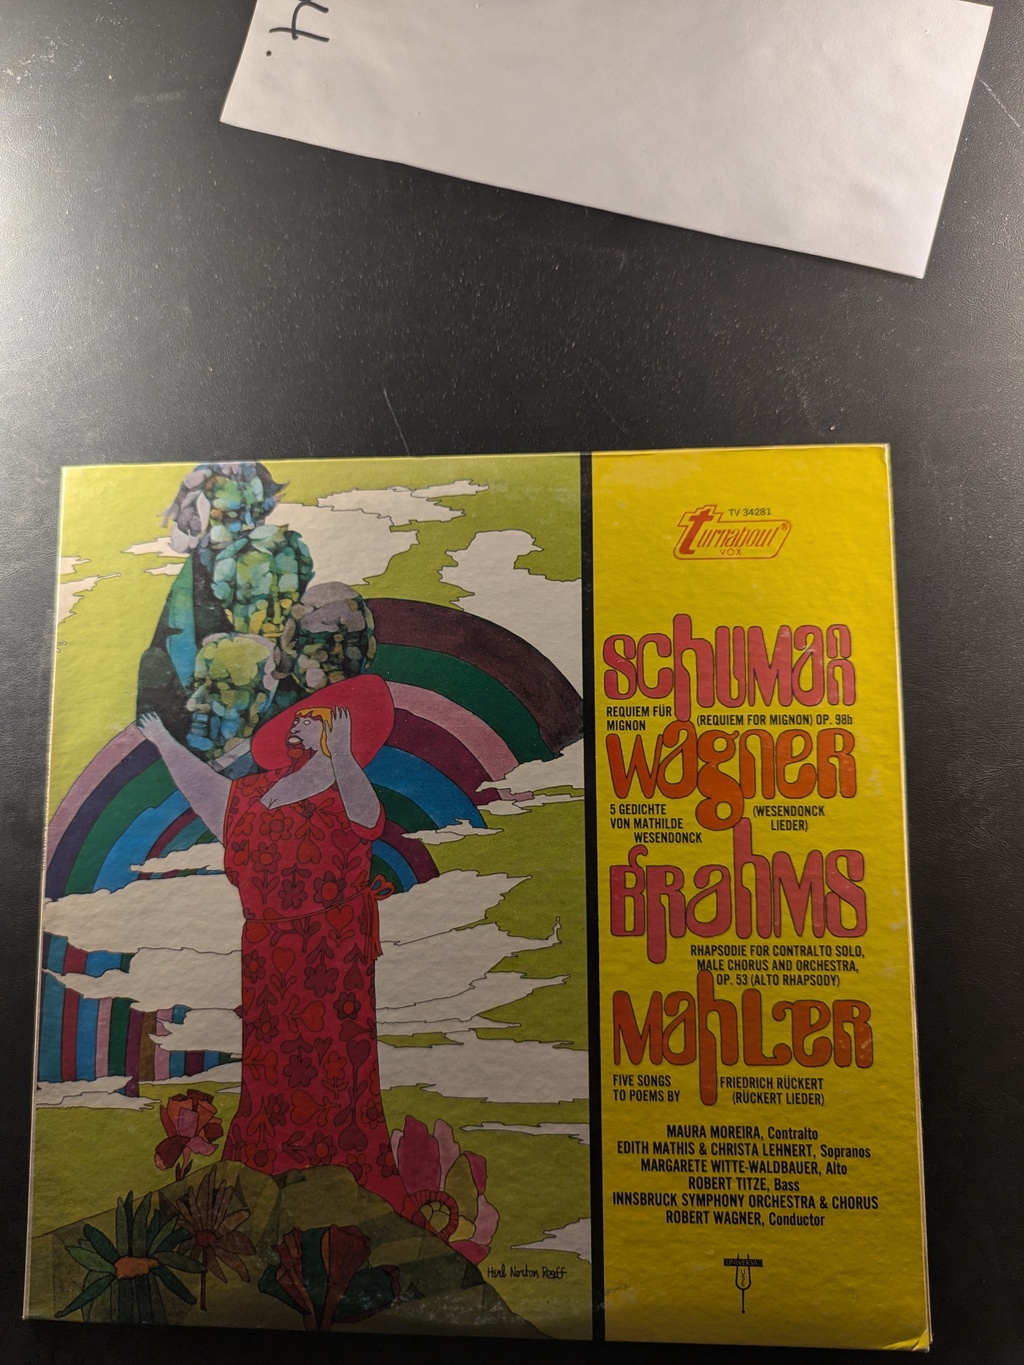 TV 34281
turnabout®
VOX
SCHUMAN̄N
REQUIEM FÜR
MIGNON
(REQUIEM FOR MIGNON) OP. 98b
WagneR
5 GEDICHTE
VON MATHILDE
WESENDONCK
(WESENDONCK
LIEDER)
BRahMS
RHAPSODIE FOR CONTRALTO SOLO,
MALE CHORUS AND ORCHESTRA,
OP. 53 (ALTO RHAPSODY)
MahLeR
FIVE SONGS
TO POEMS BY
FRIEDRICH RÜCKERT
(RÜCKERT LIEDER)
MAURA MOREIRA, Contralto
EDITH MATHIS & CHRISTA LEHNERT, Sopranos
MARGARETE WITTE-WALDBAUER, Alto
ROBERT TITZE, Bass
INNSBRUCK SYMPHONY ORCHESTRA & CHORUS
ROBERT WAGNER, Conductor
UNIVERSAL